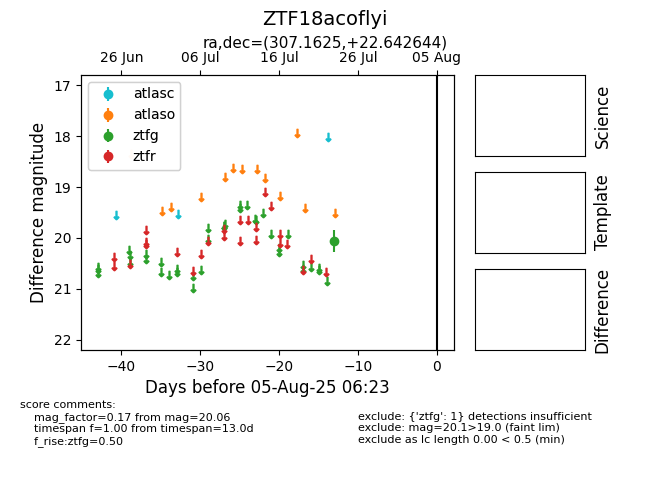 ZTF18acoflyi
ra,dec=(307.1625,+22.642644)
26 Jun 06 Jul 16 Jul 26 Jul 05 Aug
17
18
19
20
21
22
Difference magnitude
atlasc
atlaso
ztfg
ztfr
−40 −30 −20 −10 0
Days before 05-Aug-25 06:23
Science
Template
Difference
score comments:
mag_factor=0.17 from mag=20.06
timespan f=1.00 from timespan=13.0d
f_rise:ztfg=0.50
exclude: {'ztfg': 1} detections insufficient
exclude: mag=20.1>19.0 (faint lim)
exclude as lc length 0.00 < 0.5 (min)